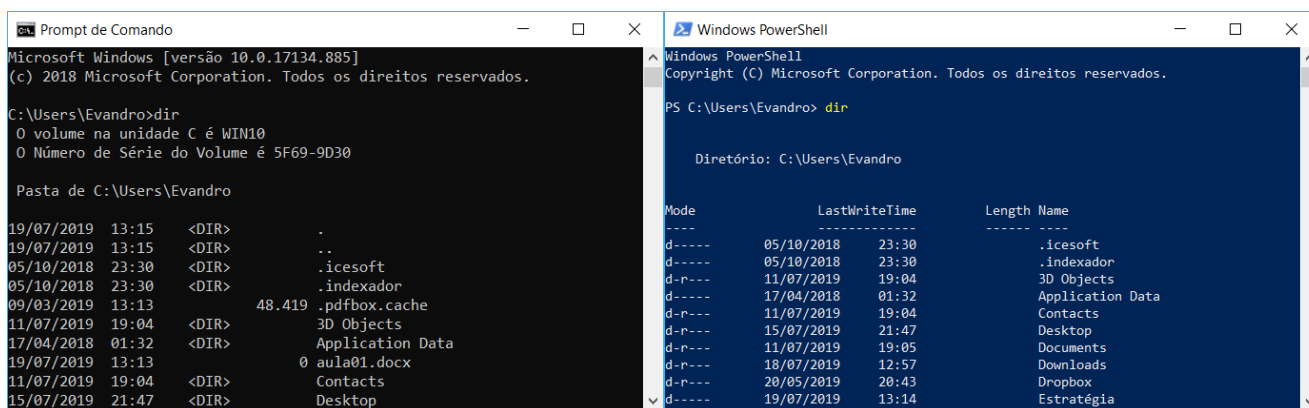 Prompt de Comando
Microsoft Windows [versão 10.0.17134.885]
(c) 2018 Microsoft Corporation. Todos os direitos reservados.
C:\Users\Evandro>dir
O volume na unidade C é WIN10
O Número de Série do Volume é 5F69-9D30
Pasta de C:\Users\Evandro
19/07/2019  13:15    <DIR>          .
19/07/2019  13:15    <DIR>          ..
05/10/2018  23:30    <DIR>          .icesoft
05/10/2018  23:30    <DIR>          .indexador
09/03/2019  13:13            48.419 .pdfbox.cache
11/07/2019  19:04    <DIR>          3D Objects
17/04/2018  01:32    <DIR>          Application Data
19/07/2019  13:13                 0 aula01.docx
11/07/2019  19:04    <DIR>          Contacts
15/07/2019  21:47    <DIR>          Desktop
Windows PowerShell
Windows PowerShell
Copyright (C) Microsoft Corporation. Todos os direitos reservados.
PS C:\Users\Evandro> dir
Diretório: C:\Users\Evandro
Mode                LastWriteTime         Length Name
----                -------------         ------ ----
d-----       05/10/2018     23:30                .icesoft
d-----       05/10/2018     23:30                .indexador
d-r---       11/07/2019     19:04                3D Objects
d-----       17/04/2018     01:32                Application Data
d-r---       11/07/2019     19:04                Contacts
d-r---       15/07/2019     21:47                Desktop
d-r---       11/07/2019     19:05                Documents
d-r---       18/07/2019     12:57                Downloads
d-r---       20/05/2019     20:43                Dropbox
d-----       19/07/2019     13:14                Estratégia